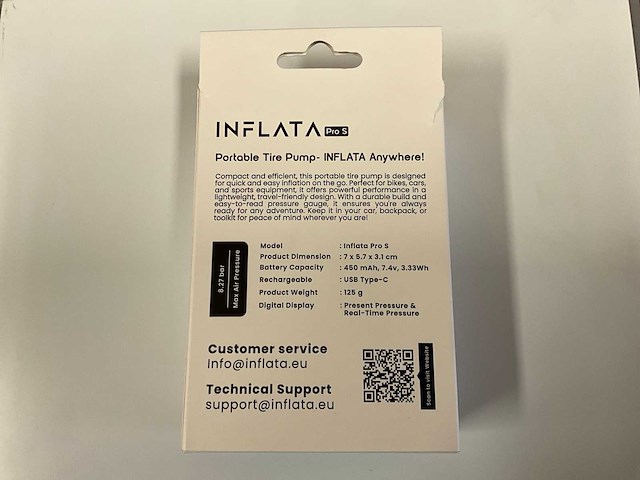 INFLATA Pro S
Portable Tire Pump- INFLATA Anywhere!
Compact and efficient, this portable tire pump is designed
for quick and easy inflation on the go. Perfect for bikes, cars,
and sports equipment, it offers powerful performance in a
lightweight, travel-friendly design. With a durable build and
easy-to-read pressure gauge, it ensures you're always
ready for any adventure. Keep it in your car, backpack, or
toolkit for peace of mind wherever you are!
8.27 bar
Max Air Pressure
Model : Inflata Pro S
Product Dimension : 7 x 5.7 x 3.1 cm
Battery Capacity : 450 mAh, 7.4v, 3.33Wh
Rechargeable : USB Type-C
Product Weight : 125 g
Digital Display : Present Pressure &
Real-Time Pressure
Customer service
Info@inflata.eu
Technical Support
support@inflata.eu
Scan to visit Website